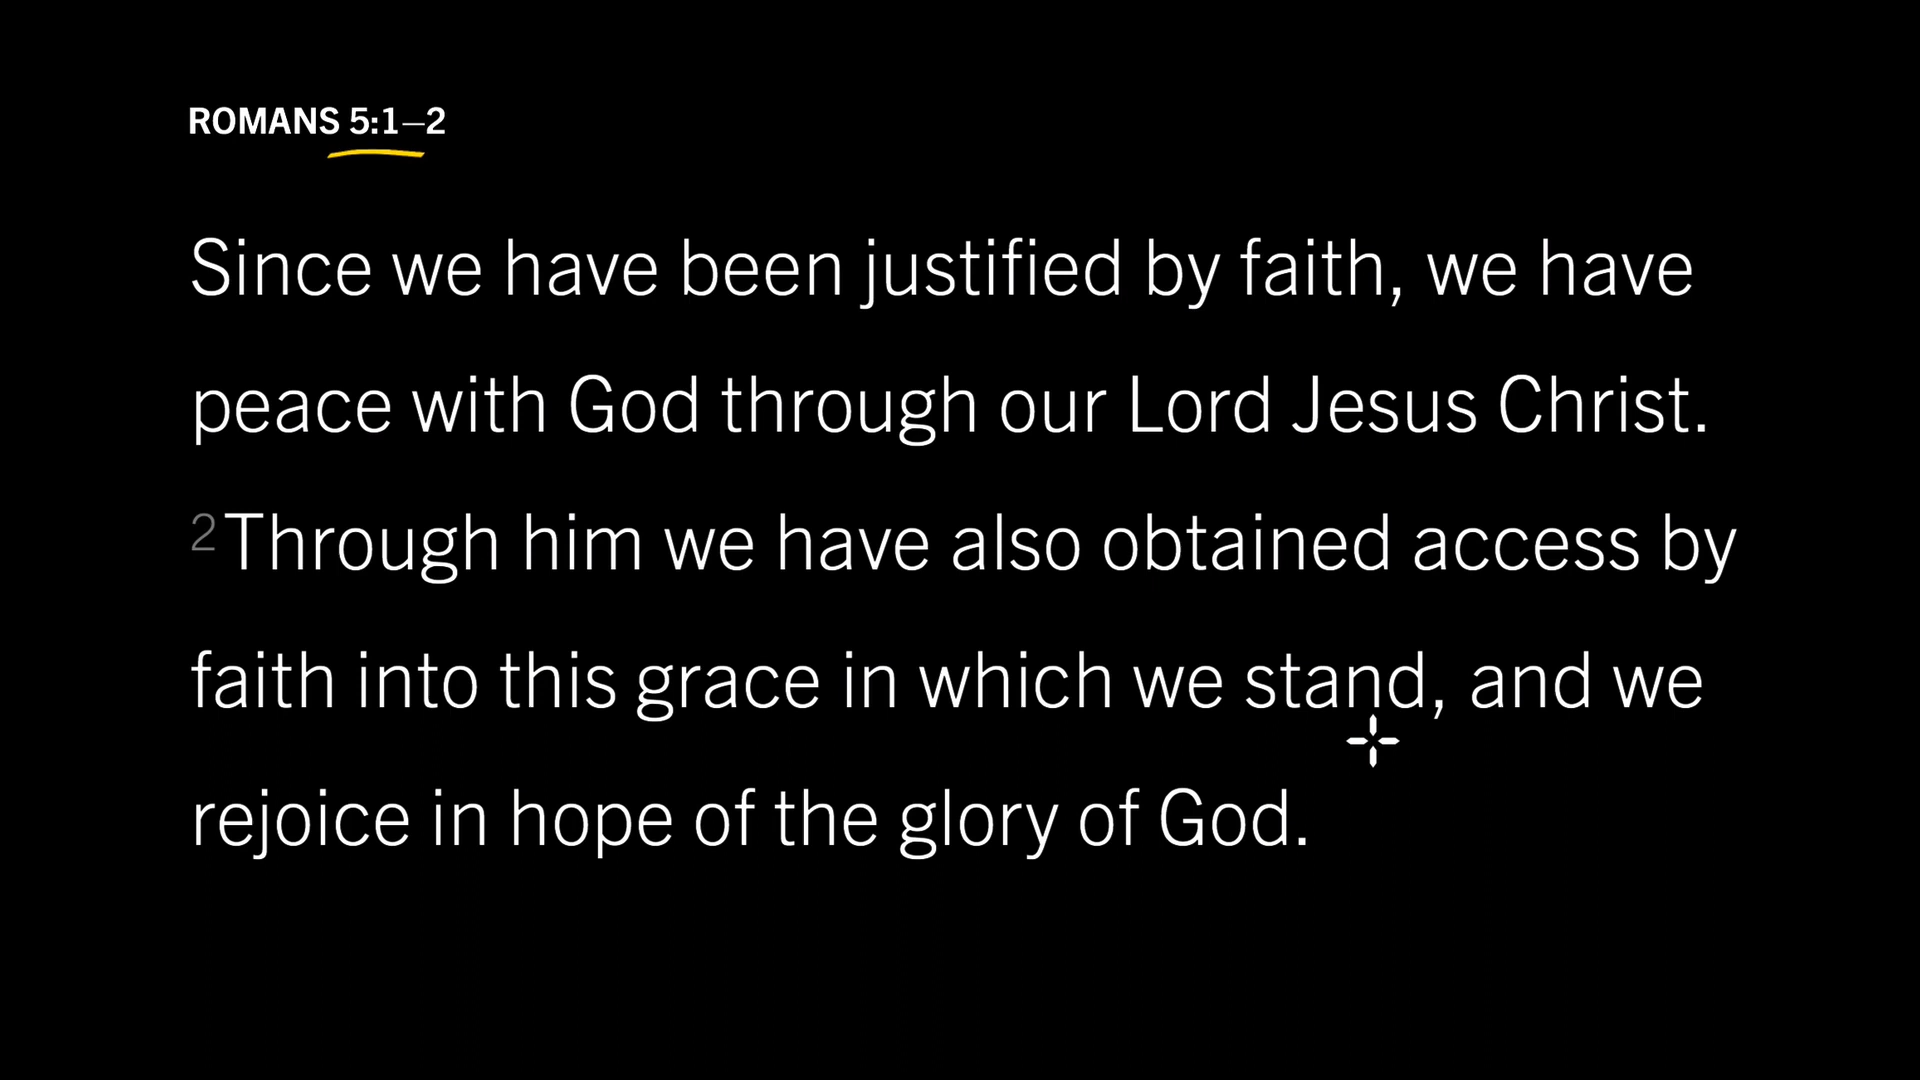 ROMANS 5:1–2
Since we have been justified by faith, we have
peace with God through our Lord Jesus Christ.
2 Through him we have also obtained access by
faith into this grace in which we stand, and we
rejoice in hope of the glory of God.